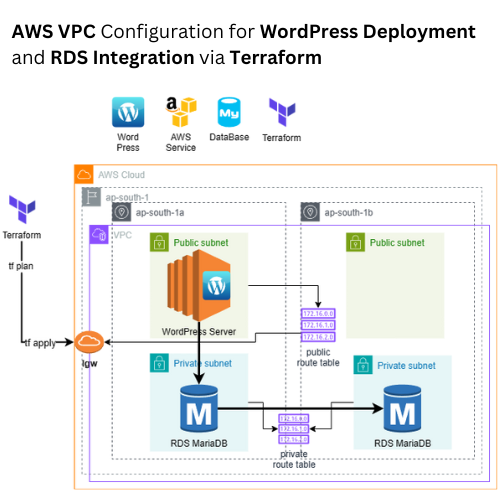 AWS VPC Configuration for WordPress Deployment
and RDS Integration via Terraform
Word
Press
AWS
Service
My
DataBase
Terraform
AWS Cloud
ap-south-1
ap-south-1a
ap-south-1b
Terraform
VPC
Public subnet
Public subnet
tf plan
WordPress Server
172.16.0.0
172.16.1.0
172.16.2.0
tf apply
Igw
public
route table
Private subnet
Private subnet
M
M
RDS MariaDB
RDS MariaDB
172.16.0.0
172.16.1.0
172.16.2.0
private
route table